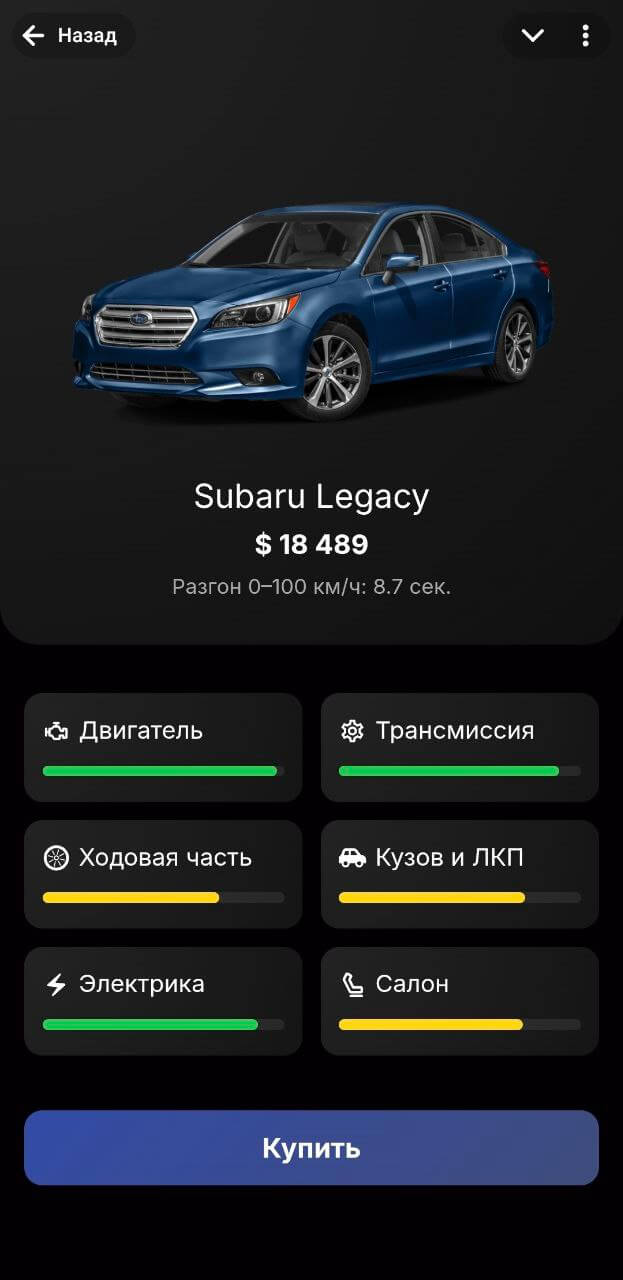 Назад
Subaru Legacy
$ 18 489
Разгон 0–100 км/ч: 8.7 сек.
Двигатель
Трансмиссия
Ходовая часть
Кузов и ЛКП
Электрика
Салон
Купить